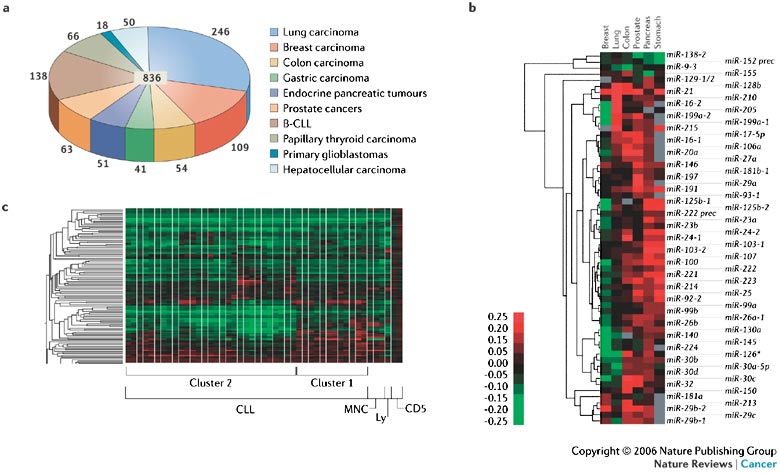 a
18
50
246
66
138
836
63
51
41
54
109
Lung carcinoma
Breast carcinoma
Colon carcinoma
Gastric carcinoma
Endocrine pancreatic tumours
Prostate cancers
B-CLL
Papillary thryroid carcinoma
Primary glioblastomas
Hepatocellular carcinoma
b
Breast
Lung
Colon
Prostate
Pancreas
Stomach
miR-138-2
miR-152 prec
miR-9-3
miR-155
miR-129-1/2
miR-128b
miR-21
miR-210
miR-16-2
miR-205
miR-199a-2
miR-199a-1
miR-215
miR-17-5p
miR-16-1
miR-106a
miR-20a
miR-27a
miR-146
miR-181b-1
miR-197
miR-29a
miR-191
miR-93-1
miR-125b-1
miR-125b-2
miR-222 prec
miR-23a
miR-23b
miR-24-2
miR-24-1
miR-103-1
miR-103-2
miR-107
miR-100
miR-222
miR-221
miR-223
miR-214
miR-25
miR-92-2
miR-99a
miR-99b
miR-26a-1
miR-26b
miR-130a
miR-140
miR-145
miR-224
miR-126*
miR-30b
miR-30a-5p
miR-30d
miR-30c
miR-32
miR-150
miR-181a
miR-213
miR-29b-2
miR-29c
miR-29b-1
0.25
0.20
0.15
0.10
0.05
0.00
-0.05
-0.10
-0.15
-0.20
-0.25
c
Cluster 2
Cluster 1
CLL
MNC
Ly
CD5
Copyright © 2006 Nature Publishing Group
Nature Reviews | Cancer